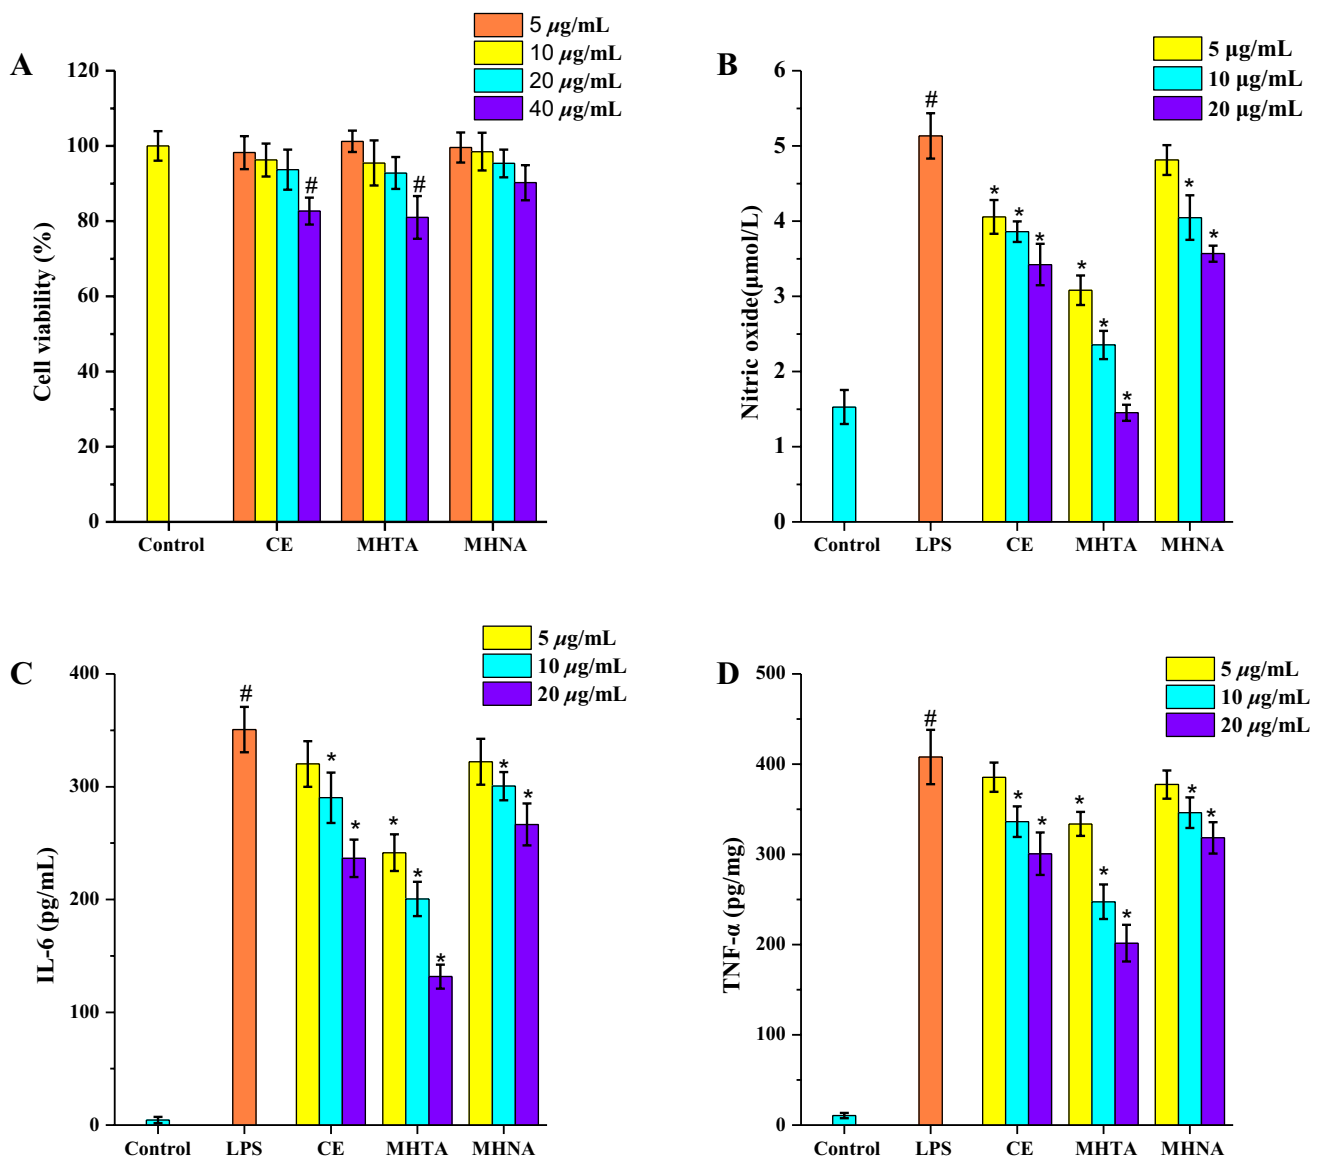 A
5 µg/mL
10 µg/mL
20 µg/mL
40 µg/mL
120
100
80
60
40
20
0
Cell viability (%)
# #
Control CE MHTA MHNA
B
5 µg/mL
10 µg/mL
20 µg/mL
6
5
4
3
2
1
0
Nitric oxide(µmol/L)
#
* * * * * * * *
Control LPS CE MHTA MHNA
C
5 µg/mL
10 µg/mL
20 µg/mL
400
300
200
100
0
IL-6 (pg/mL)
#
* * * * * * *
Control LPS CE MHTA MHNA
D
5 µg/mL
10 µg/mL
20 µg/mL
500
400
300
200
100
0
TNF-α (pg/mg)
#
* * * * * * *
Control LPS CE MHTA MHNA